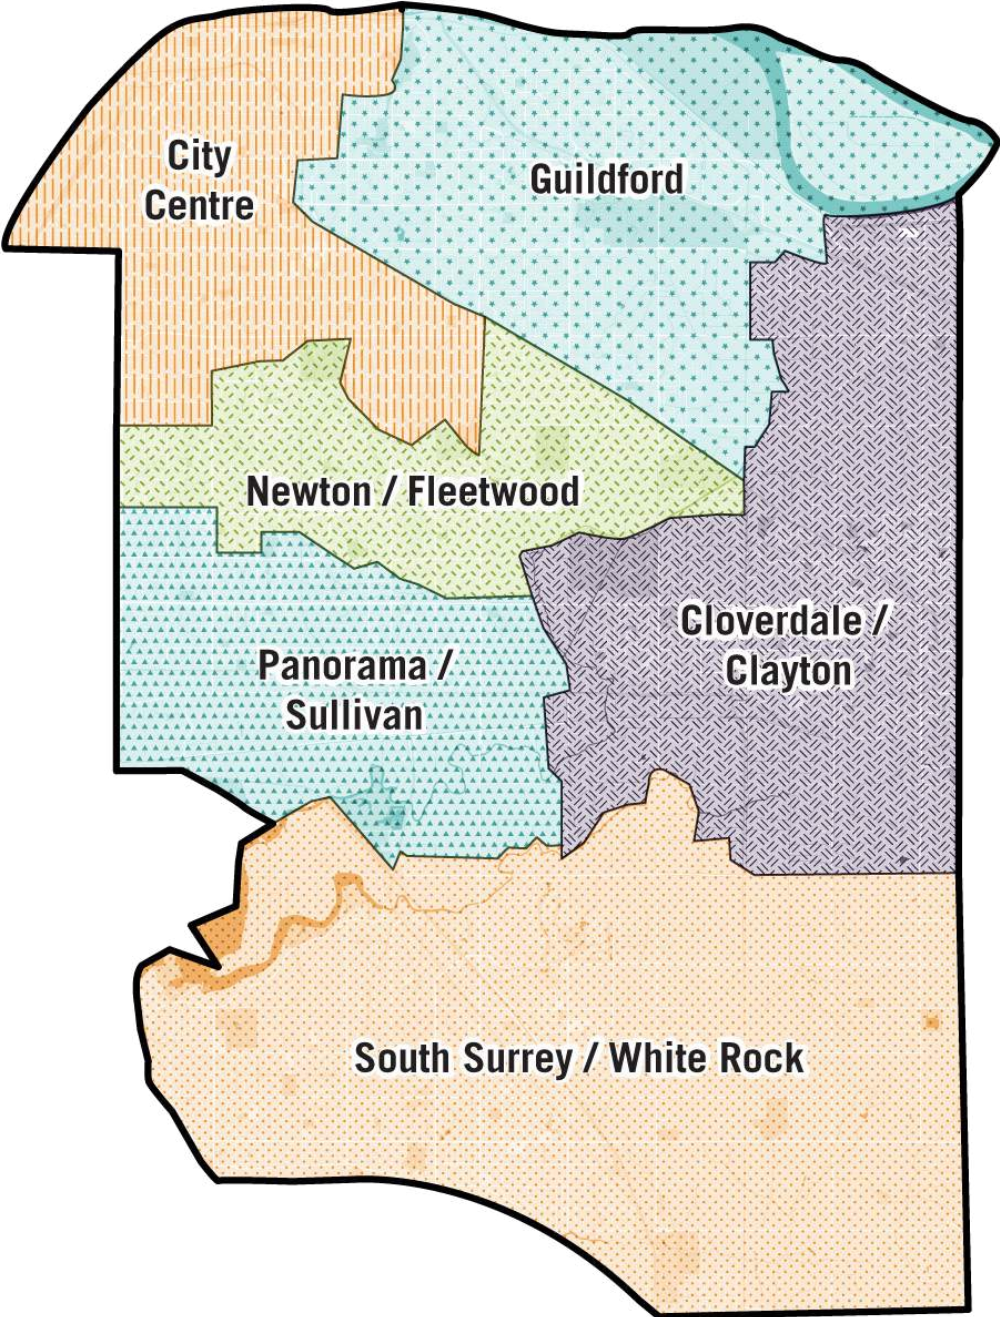 City
Centre
Guildford
Newton / Fleetwood
Cloverdale /
Clayton
Panorama /
Sullivan
South Surrey / White Rock